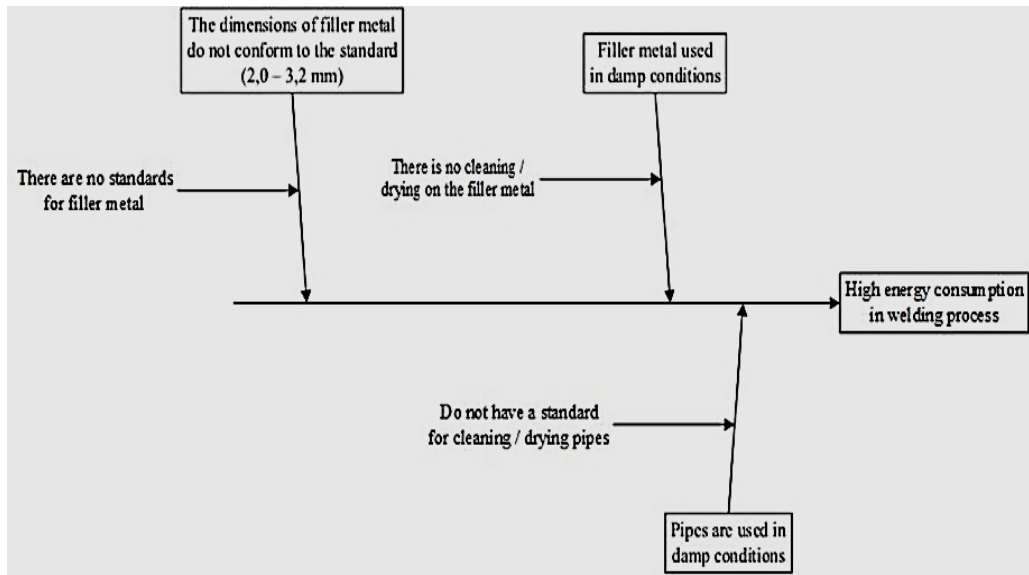 The dimensions of filler metal
do not conform to the standard
(2,0 – 3,2 mm)
Filler metal used
in damp conditions
There are no standards
for filler metal
There is no cleaning /
drying on the filler metal
High energy consumption
in welding process
Do not have a standard
for cleaning / drying pipes
Pipes are used in
damp conditions